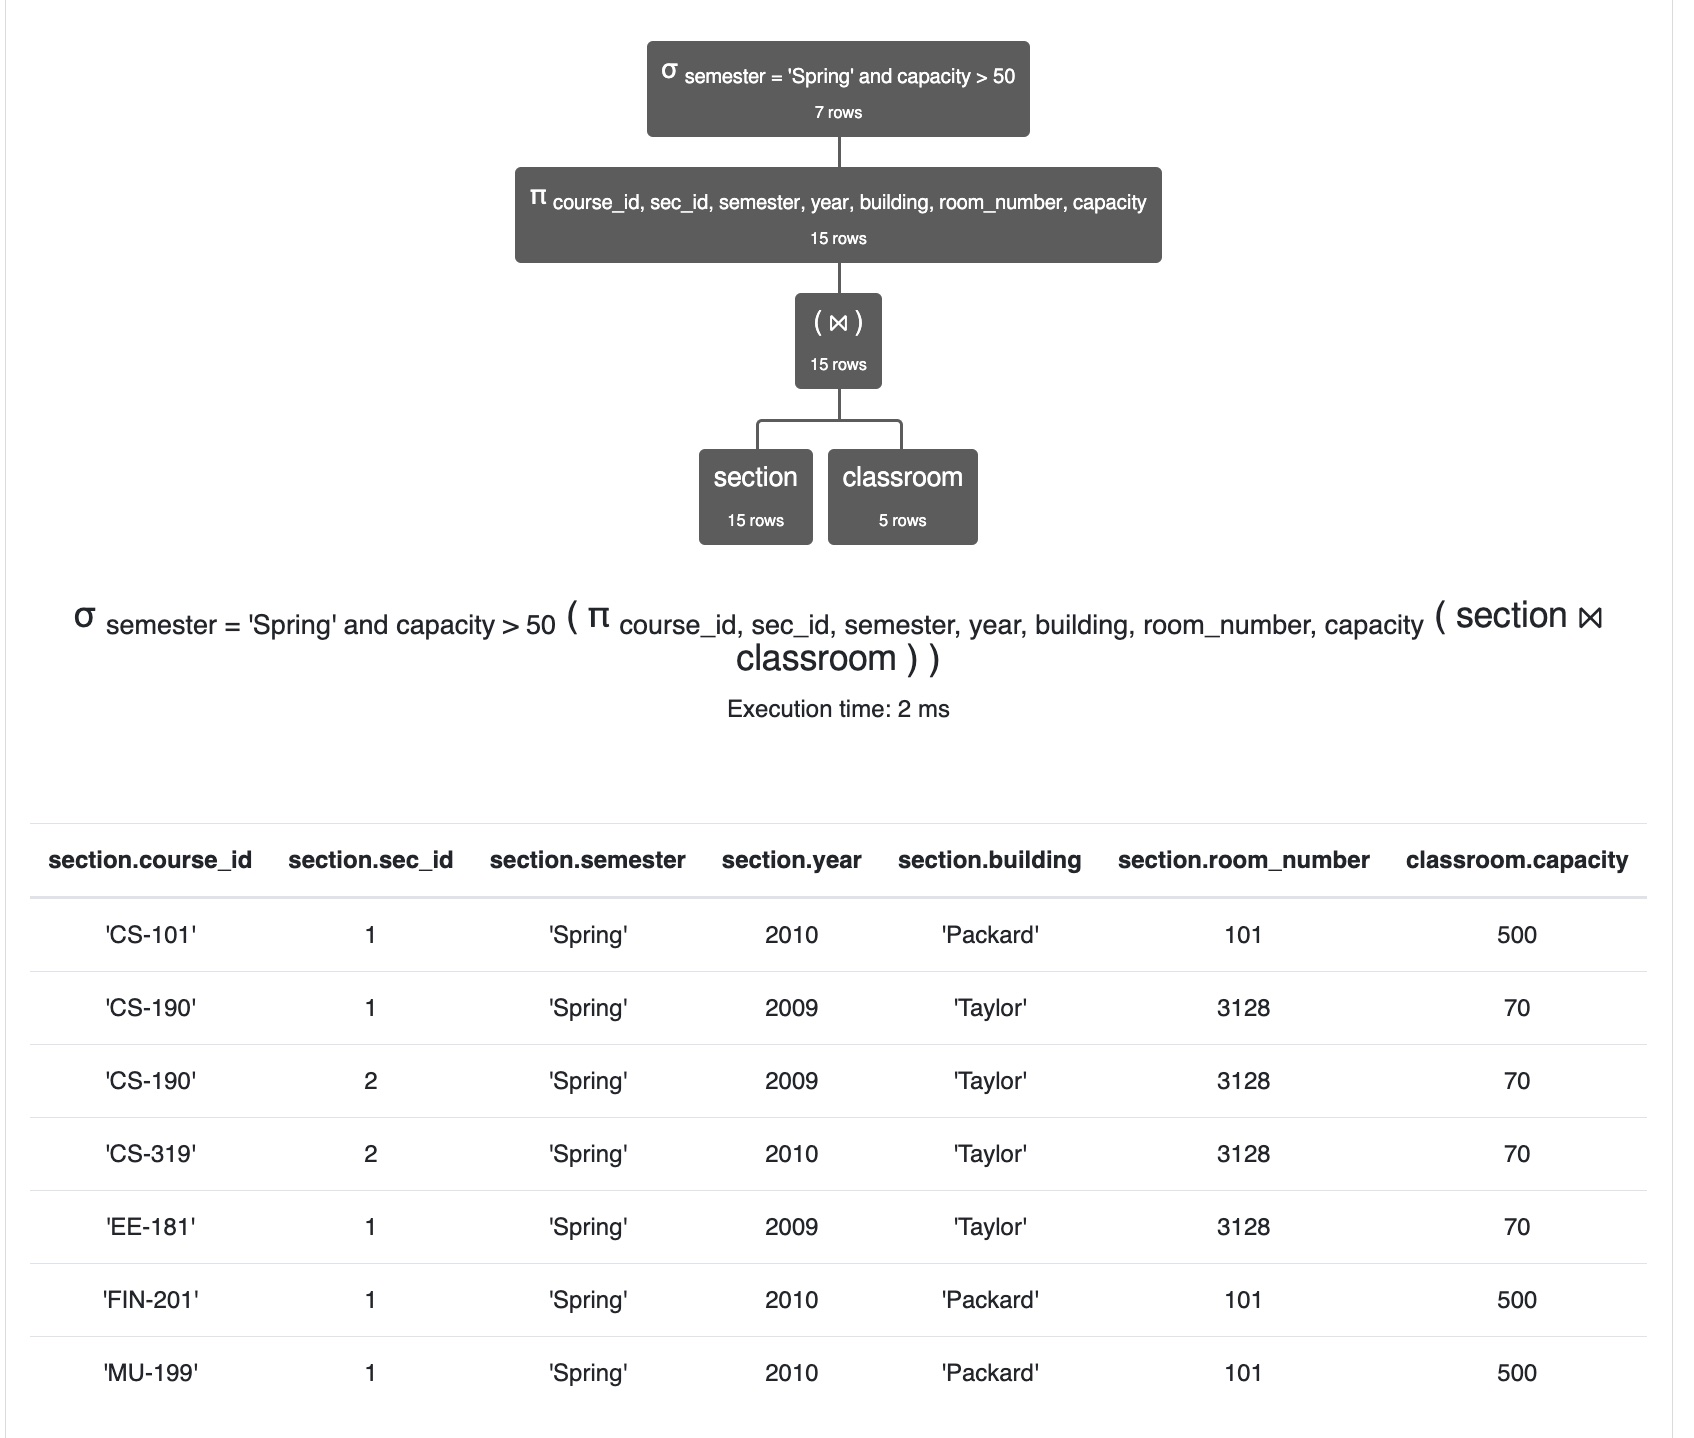 σ semester = 'Spring' and capacity > 50
7 rows
π course_id, sec_id, semester, year, building, room_number, capacity
15 rows
( ⋈ )
15 rows
section classroom
15 rows 5 rows
σ semester = 'Spring' and capacity > 50 ( π course_id, sec_id, semester, year, building, room_number, capacity ( section ⋈
classroom ) )
Execution time: 2 ms
section.course_id section.sec_id section.semester section.year section.building section.room_number classroom.capacity
'CS-101' 1 'Spring' 2010 'Packard' 101 500
'CS-190' 1 'Spring' 2009 'Taylor' 3128 70
'CS-190' 2 'Spring' 2009 'Taylor' 3128 70
'CS-319' 2 'Spring' 2010 'Taylor' 3128 70
'EE-181' 1 'Spring' 2009 'Taylor' 3128 70
'FIN-201' 1 'Spring' 2010 'Packard' 101 500
'MU-199' 1 'Spring' 2010 'Packard' 101 500